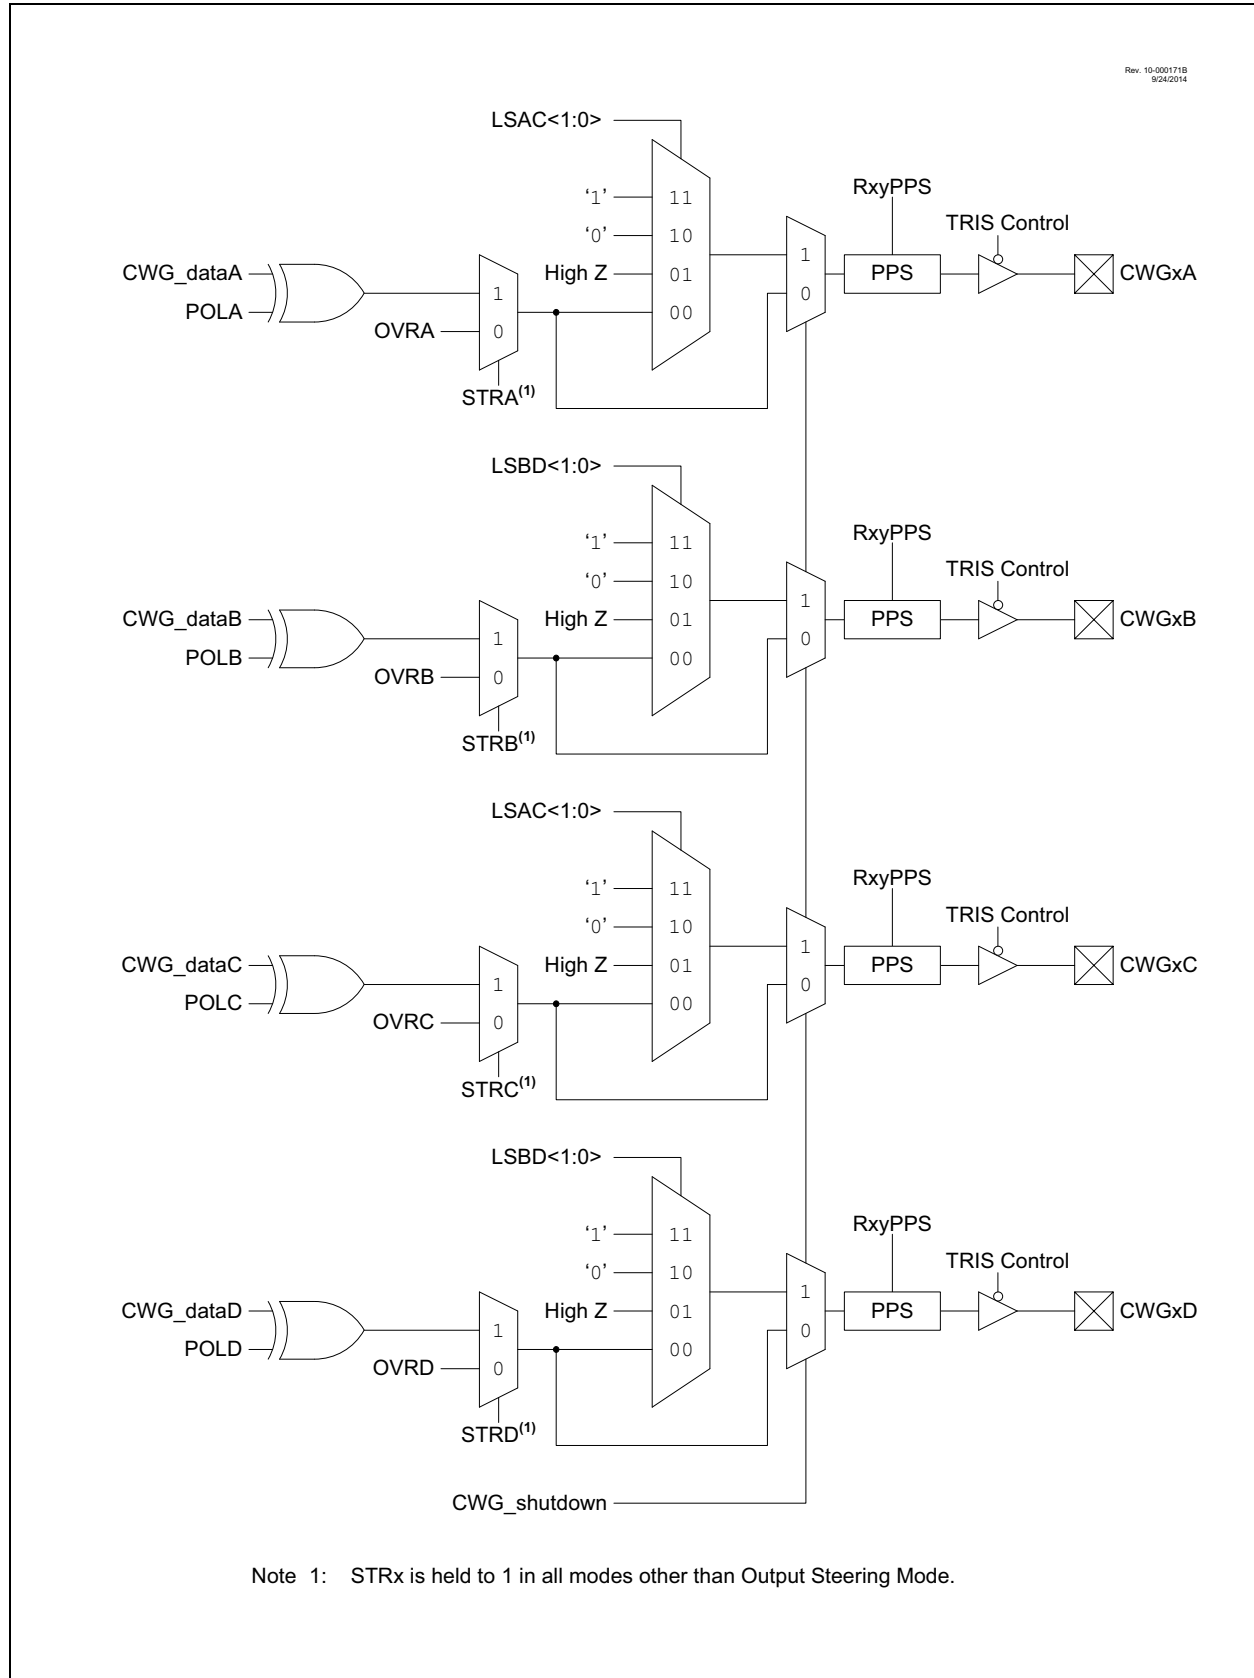 Rev. 10-000171B
9/24/2014
LSAC<1:0>
‘1’ 11
‘0’ 10
High Z 01
00
CWG_dataA
POLA
OVRA
1
0
STRA(1)
1
0
RxyPPS
PPS
TRIS Control
CWGxA
LSBD<1:0>
‘1’ 11
‘0’ 10
High Z 01
00
CWG_dataB
POLB
OVRB
1
0
STRB(1)
1
0
RxyPPS
PPS
TRIS Control
CWGxB
LSAC<1:0>
‘1’ 11
‘0’ 10
High Z 01
00
CWG_dataC
POLC
OVRC
1
0
STRC(1)
1
0
RxyPPS
PPS
TRIS Control
CWGxC
LSBD<1:0>
‘1’ 11
‘0’ 10
High Z 01
00
CWG_dataD
POLD
OVRD
1
0
STRD(1)
1
0
RxyPPS
PPS
TRIS Control
CWGxD
CWG_shutdown
Note 1: STRx is held to 1 in all modes other than Output Steering Mode.